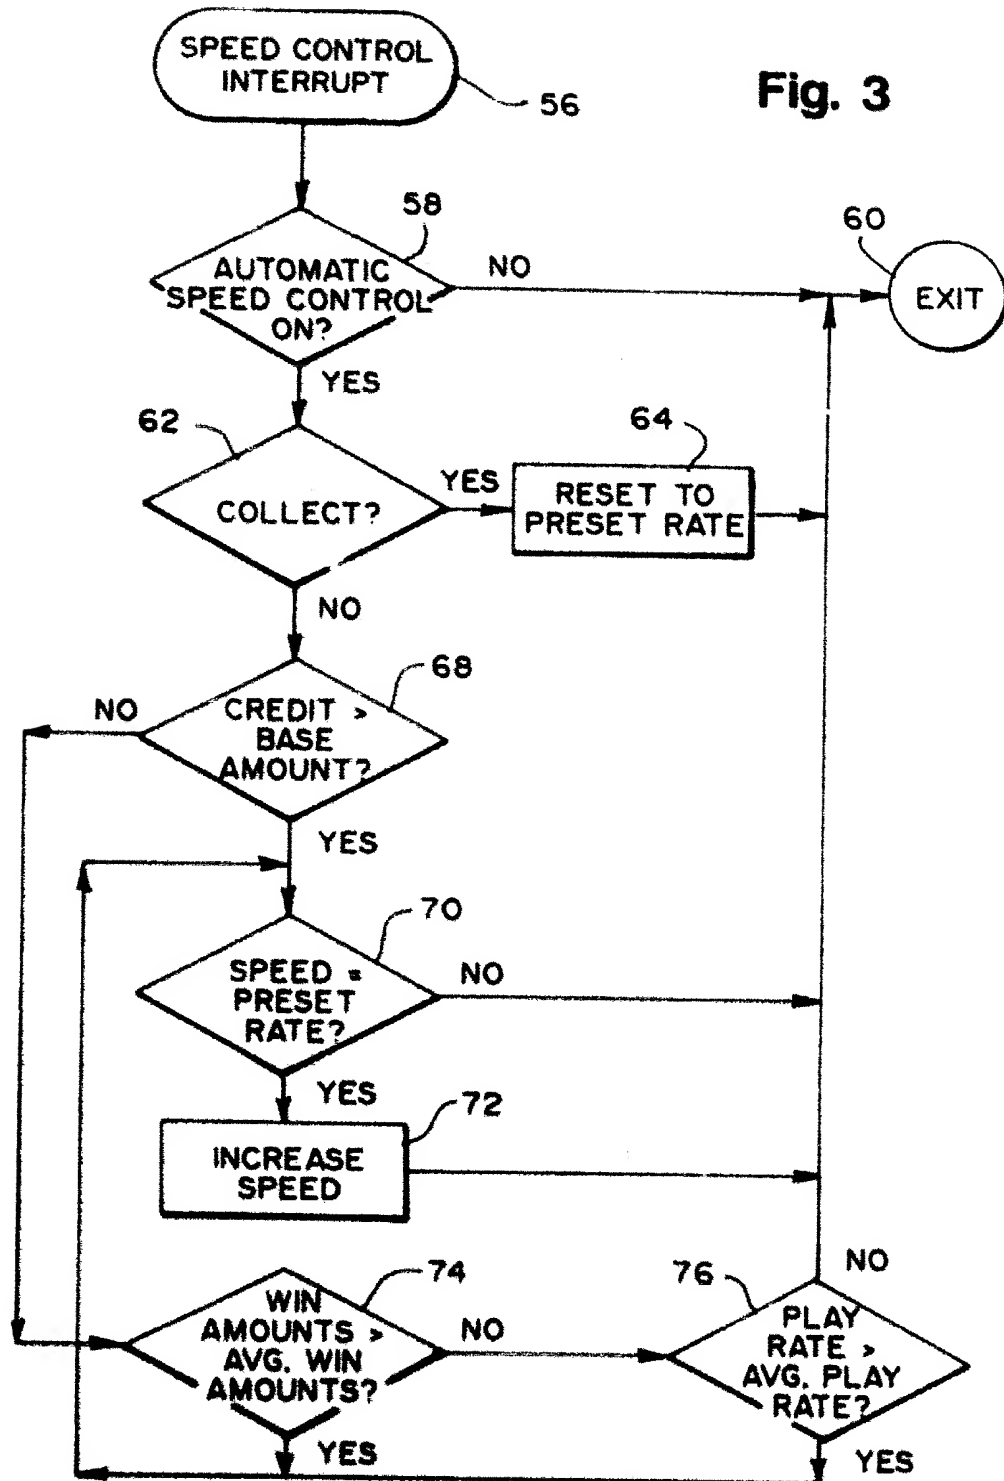 SPEED CONTROL
INTERRUPT
56
Fig. 3
58
AUTOMATIC
SPEED CONTROL
ON?
NO
60
EXIT
YES
62
COLLECT?
YES
64
RESET TO
PRESET RATE
NO
68
CREDIT >
BASE
AMOUNT?
NO
YES
70
SPEED =
PRESET
RATE?
NO
YES
72
INCREASE
SPEED
74
WIN
AMOUNTS >
AVG. WIN
AMOUNTS?
NO
YES
76
NO
PLAY
RATE >
AVG. PLAY
RATE?
YES